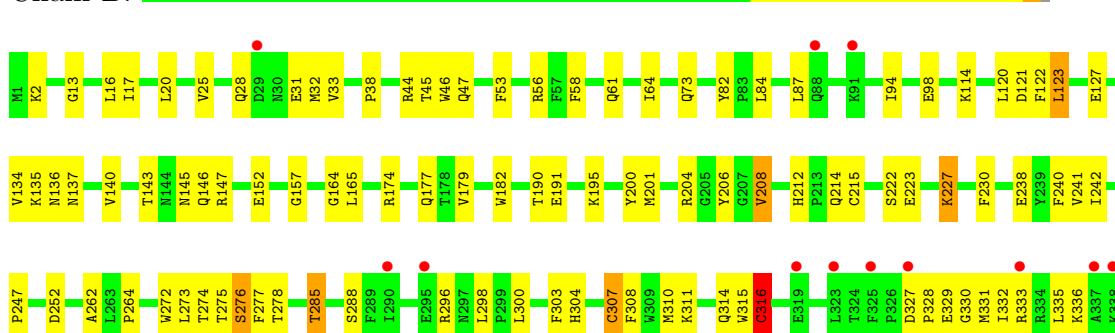 M1 K2 G13 L16 I17 L20 V25 Q28 D29 N30 E31 M32 V33 P38 R44 T45 W46 Q47 F53 R56 F57 F58 Q61 I64 Q73 Y82 P83 L84 L87 Q88 K91 I94 E98 K114 L120 D121 F122 L123 E127
V134 K135 N136 N137 V140 T143 N144 N145 Q146 R147 E152 G157 G164 L165 R174 Q177 T178 V179 W182 T190 E191 K195 Y200 M201 R204 G205 Y206 G207 V208 H212 P213 Q214 C215 S222 E223 K227 F230 E238 Y239 F240 V241 I242
P247 D252 A262 L263 P264 W272 L273 T274 T275 S276 F277 T278 T285 S288 F289 I290 E295 R296 N297 L298 P299 L300 F303 H304 C307 F308 W309 M310 K311 Q314 W315 C316 E319 L323 T324 F325 P326 D327 P328 E329 G330 M331 I332 R333 R334 L335 K336 A337